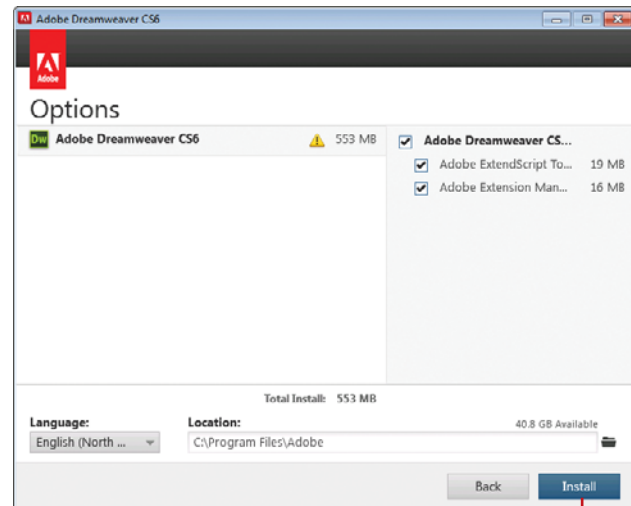 Adobe Dreamweaver CS6
Adobe
Options
Dw Adobe Dreamweaver CS6 553 MB
Adobe Dreamweaver CS...
Adobe ExtendScript To... 19 MB
Adobe Extension Man... 16 MB
Total Install: 553 MB
Language: Location: 40.8 GB Available
English (North ... C:\Program Files\Adobe
Back Install